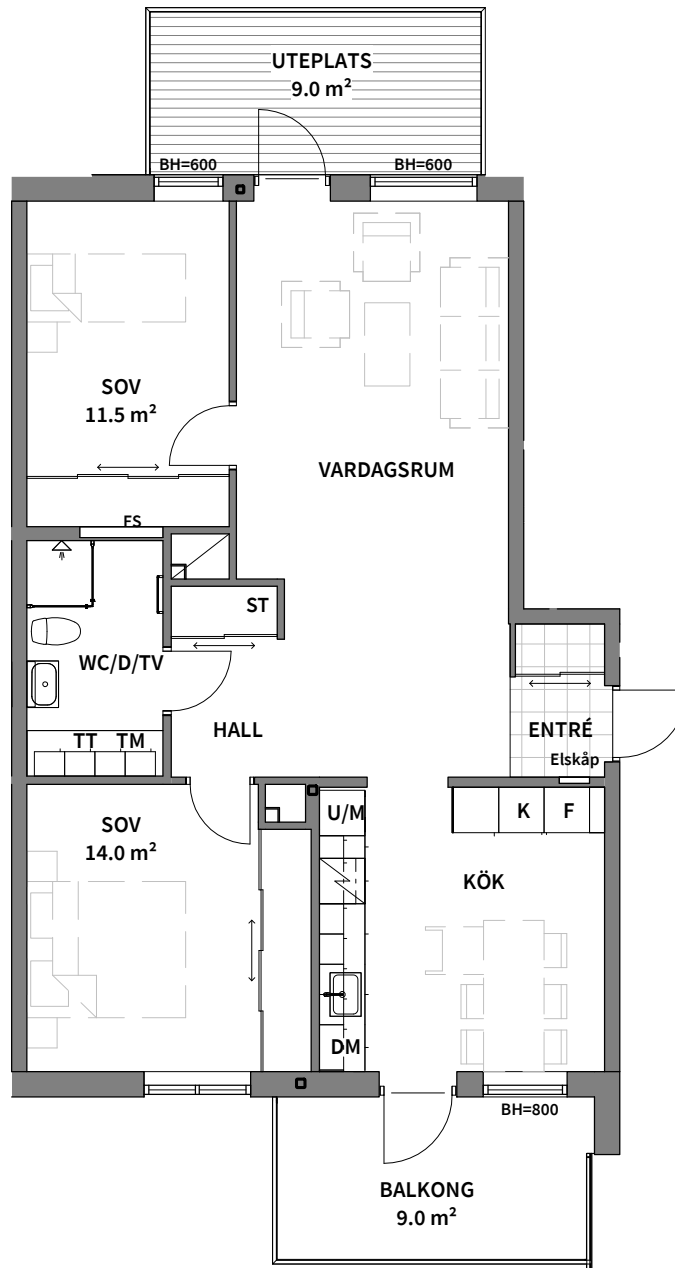 UTEPLATS
9.0 m²
BH=600
BH=600
SOV
11.5 m²
VARDAGSRUM
FS
ST
WC/D/TV
HALL
ENTRÉ
TT
TM
Elskåp
SOV
14.0 m²
U/M
K
F
KÖK
DM
BH=800
BALKONG
9.0 m²